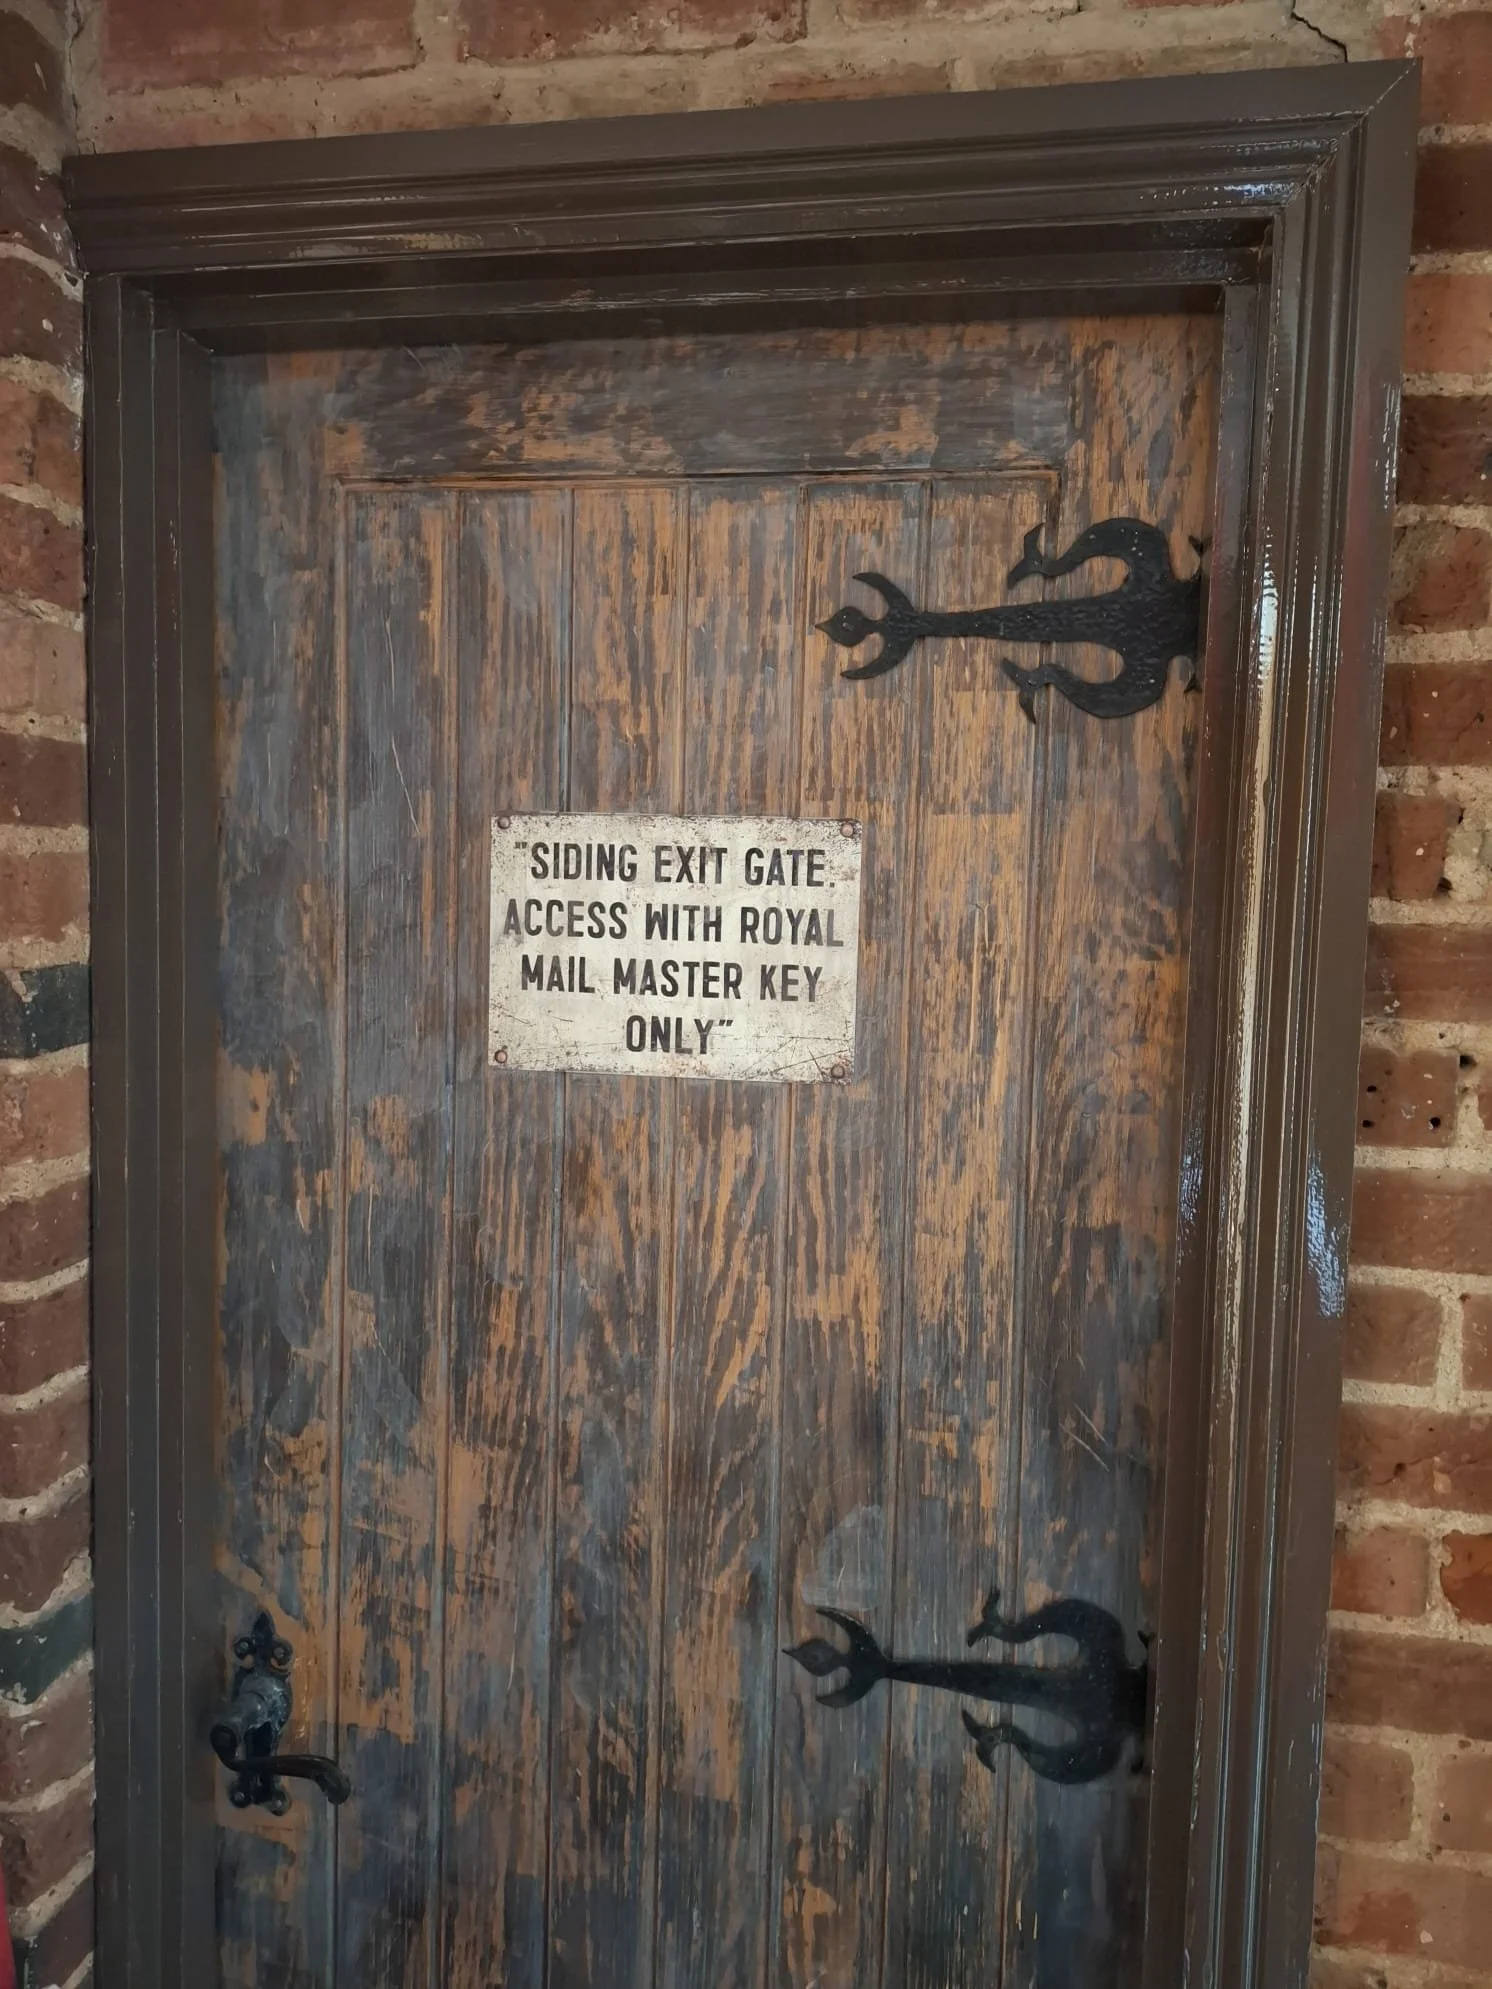 "SIDING EXIT GATE.
ACCESS WITH ROYAL
MAIL MASTER KEY
ONLY"